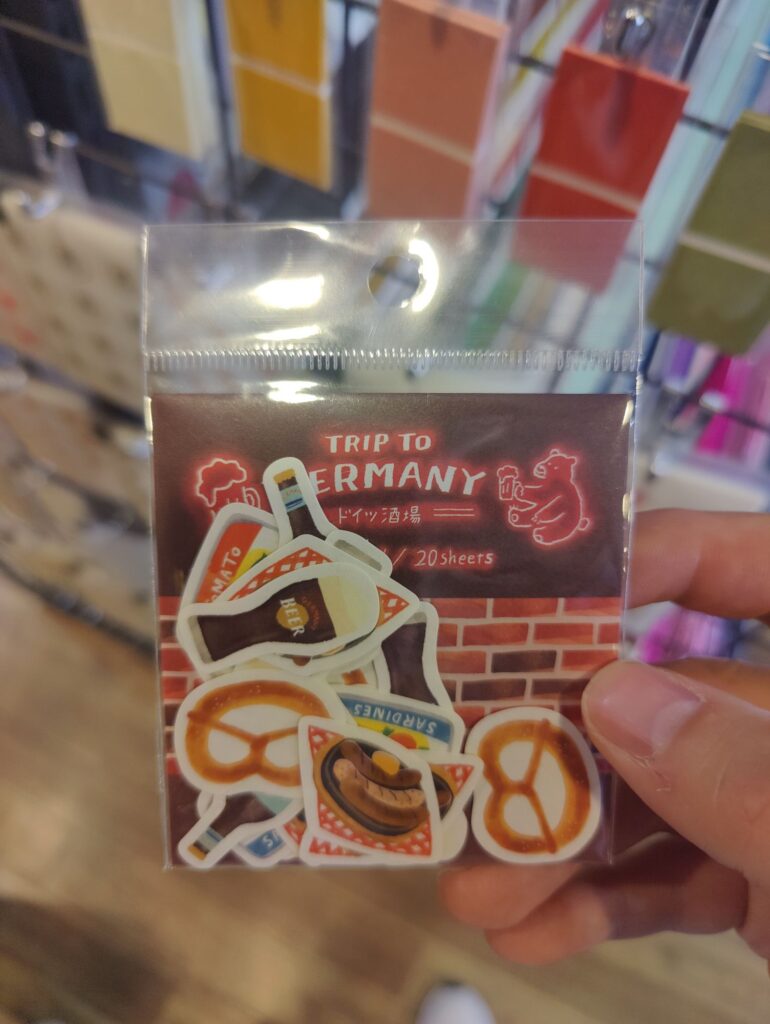 TRIP TO
ERMANY
ドイツ酒場
/ 20sheets
MATO
BEER
SARDINES